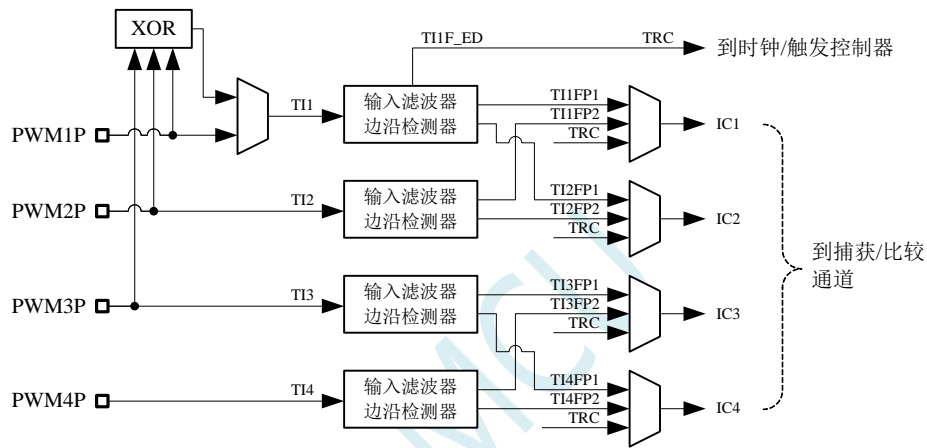 XOR
TI1F_ED
TRC
到时钟/触发控制器
PWM1P
TI1
输入滤波器
边沿检测器
TI1FP1
TI1FP2
TRC
IC1
PWM2P
TI2
输入滤波器
边沿检测器
TI2FP1
TI2FP2
TRC
IC2
到捕获/比较
通道
PWM3P
TI3
输入滤波器
边沿检测器
TI3FP1
TI3FP2
TRC
IC3
PWM4P
TI4
输入滤波器
边沿检测器
TI4FP1
TI4FP2
TRC
IC4
MCU